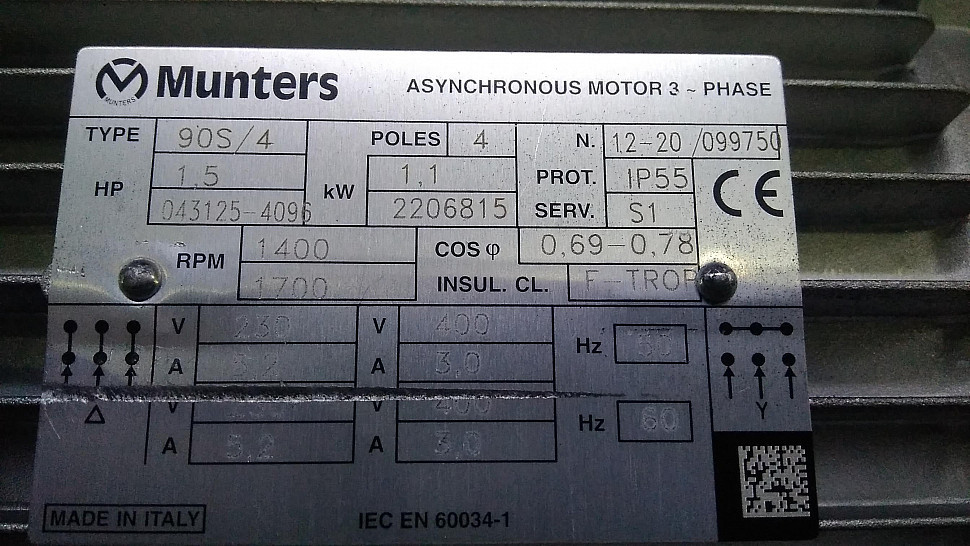 MUNTERS
Munters
ASYNCHRONOUS MOTOR 3 ~ PHASE
TYPE 90S/4 POLES 4 N. 12-20 /099750
HP 1,5 kW 1,1 PROT. IP55
043125-4096 2206815 SERV. S1
RPM 1400 COS φ 0,69-0,78
1700 INSUL. CL. F-TROP
V 230 V 400 Hz
A 5,2 A 3,0
V V 400 Hz 60
Δ Y
A 5,2 A 3,0
MADE IN ITALY IEC EN 60034-1